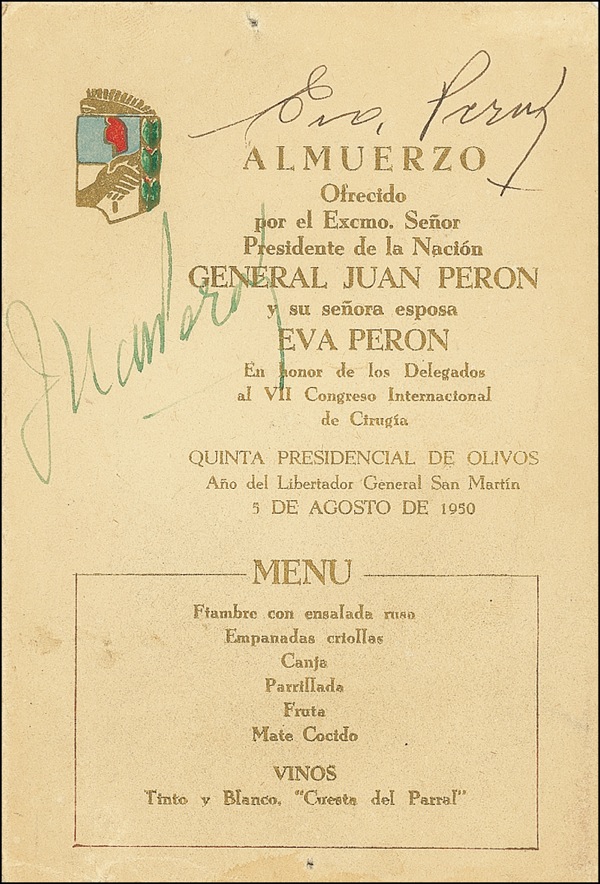 Eva Peron
ALMUERZO
Ofrecido
por el Excmo. Señor
Presidente de la Nación
GENERAL JUAN PERON
y su señora esposa
EVA PERON
Juan Peron
En honor de los Delegados
al VII Congreso Internacional
de Cirugía
QUINTA PRESIDENCIAL DE OLIVOS
Año del Libertador General San Martín
5 DE AGOSTO DE 1950
MENU
Fiambre con ensalada rusa
Empanadas criollas
Canja
Parrillada
Fruta
Mate Cocido
VINOS
Tinto y Blanco, "Cuesta del Parral"